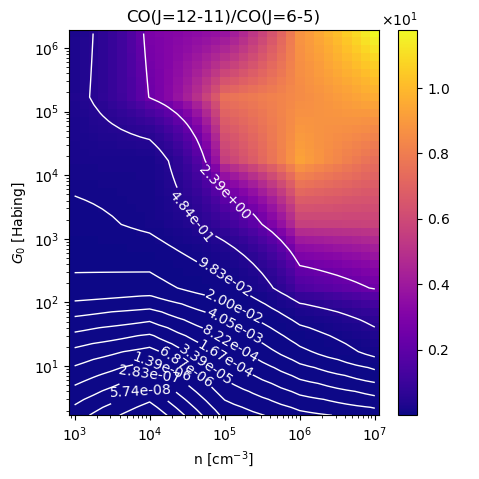 CO(J=12-11)/CO(J=6-5)
×10¹
10⁶
10⁵
10⁴
10³
10²
10¹
G₀ [Habing]
2.39e+00
4.84e-01
9.83e-02
2.00e-02
4.05e-03
8.22e-04
1.67e-04
3.39e-05
6.87e-06
1.39e-06
2.83e-07
5.74e-08
10³ 10⁴ 10⁵ 10⁶ 10⁷
n [cm⁻³]
1.0
0.8
0.6
0.4
0.2